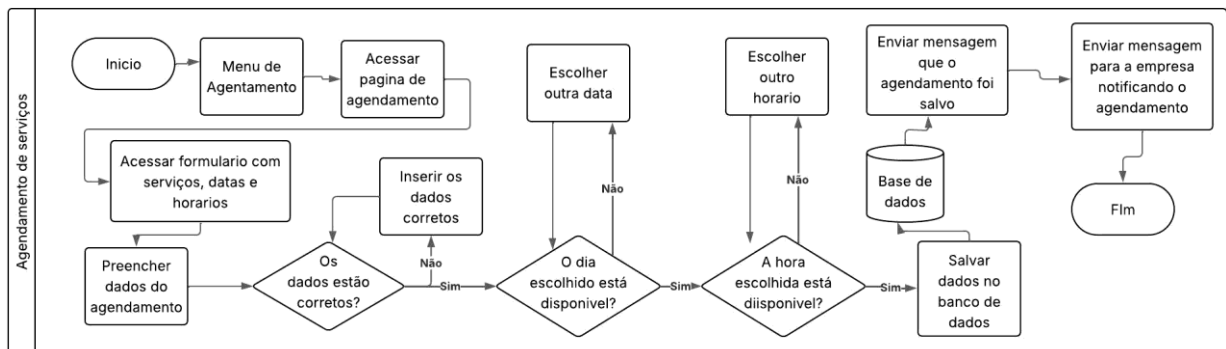 Agendamento de serviços
Inicio
Menu de
Agentamento
Acessar
pagina de
agendamento
Acessar formulario com
serviços, datas e
horarios
Preencher
dados do
agendamento
Os
dados estão
corretos?
Não
Inserir os
dados
corretos
Sim
O dia
escolhido está
disponivel?
Não
Escolher
outra data
Sim
A hora
escolhida está
diisponivel?
Não
Escolher
outro
horario
Sim
Salvar
dados no
banco de
dados
Base de
dados
Enviar mensagem
que o
agendamento foi
salvo
Enviar mensagem
para a empresa
notificando o
agendamento
FIm